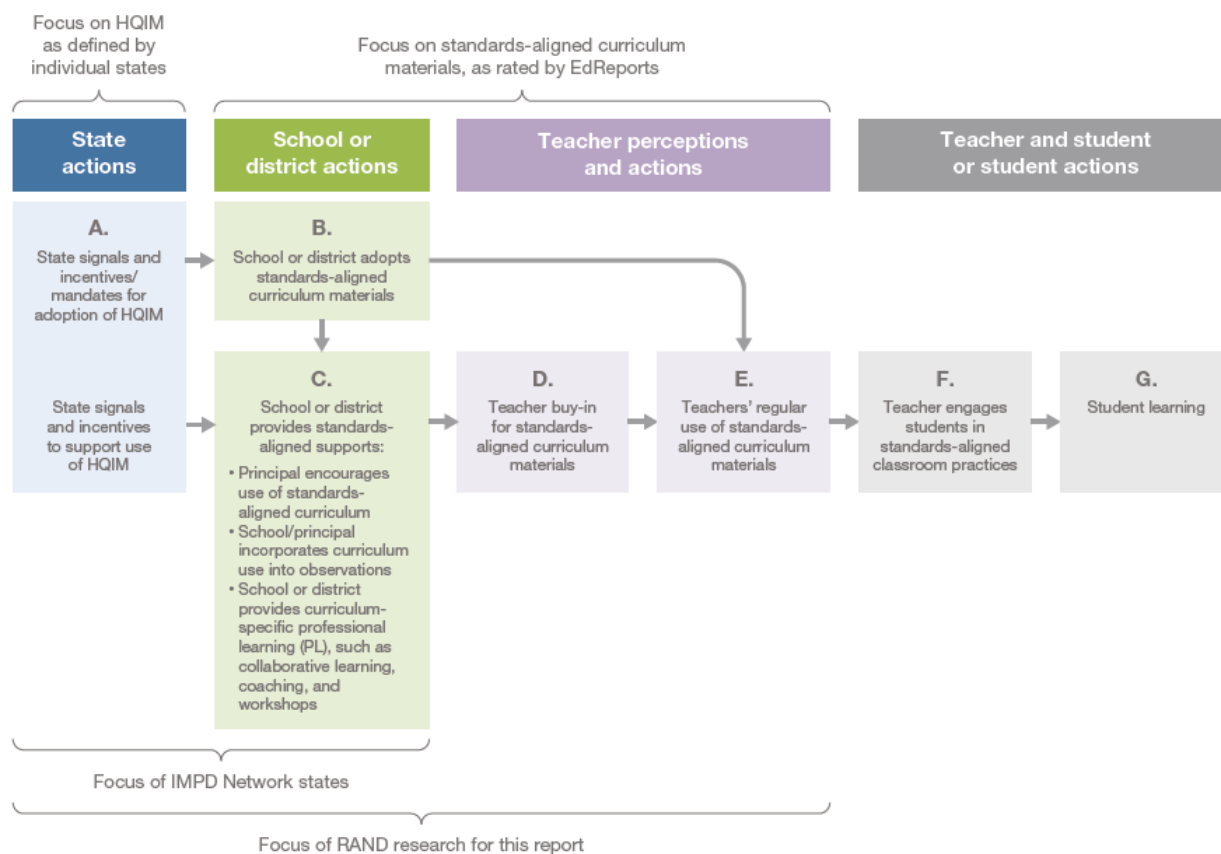 Focus on HQIM
as defined by
individual states
Focus on standards-aligned curriculum
materials, as rated by EdReports
State
actions
School or
district actions
Teacher perceptions
and actions
Teacher and student
or student actions
A.
State signals and
incentives/
mandates for
adoption of HQIM
B.
School or district adopts
standards-aligned
curriculum materials
State signals
and incentives
to support use
of HQIM
C.
School or district
provides standards-
aligned supports:
• Principal encourages
use of standards-
aligned curriculum
• School/principal
incorporates curriculum
use into observations
• School or district
provides curriculum-
specific professional
learning (PL), such as
collaborative learning,
coaching, and
workshops
D.
Teacher buy-in
for standards-
aligned curriculum
materials
E.
Teachers’ regular
use of standards-
aligned curriculum
materials
F.
Teacher engages
students in
standards-aligned
classroom practices
G.
Student learning
Focus of IMPD Network states
Focus of RAND research for this report